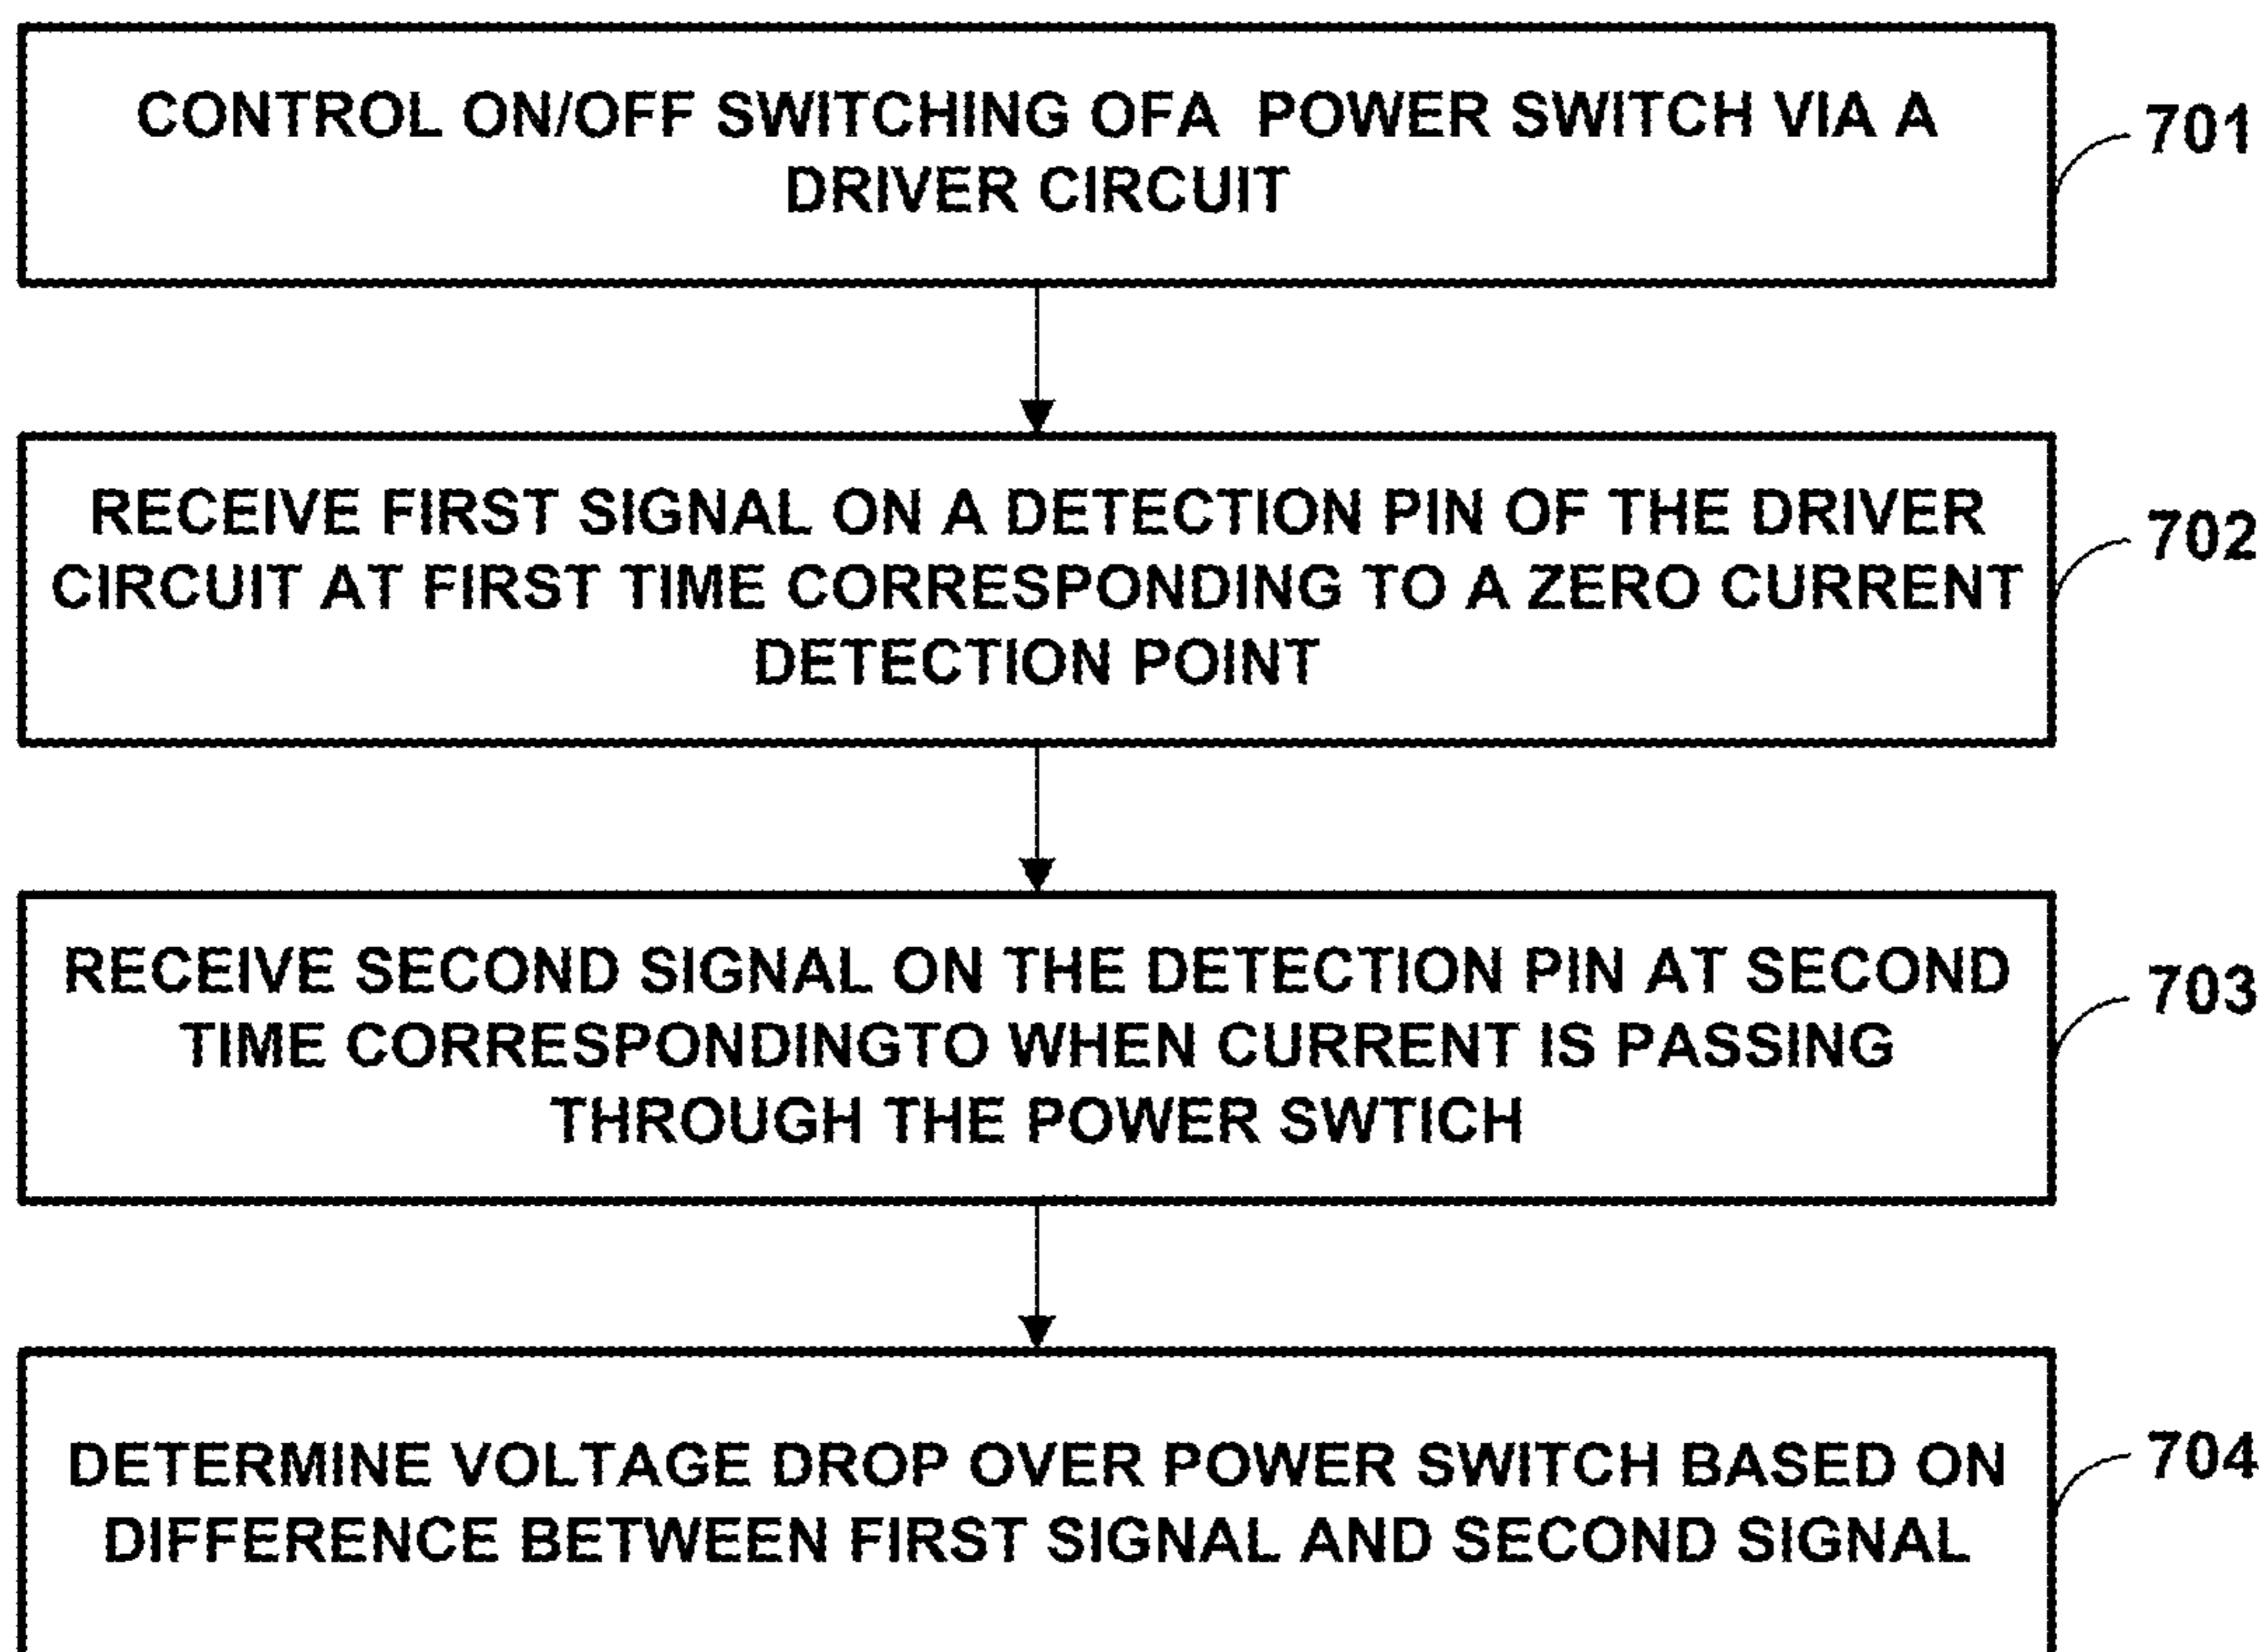 CONTROL ON/OFF SWITCHING OFA POWER SWITCH VIA A
DRIVER CIRCUIT
701
RECEIVE FIRST SIGNAL ON A DETECTION PIN OF THE DRIVER
CIRCUIT AT FIRST TIME CORRESPONDING TO A ZERO CURRENT
DETECTION POINT
702
RECEIVE SECOND SIGNAL ON THE DETECTION PIN AT SECOND
TIME CORRESPONDINGTO WHEN CURRENT IS PASSING
THROUGH THE POWER SWTICH
703
DETERMINE VOLTAGE DROP OVER POWER SWITCH BASED ON
DIFFERENCE BETWEEN FIRST SIGNAL AND SECOND SIGNAL
704